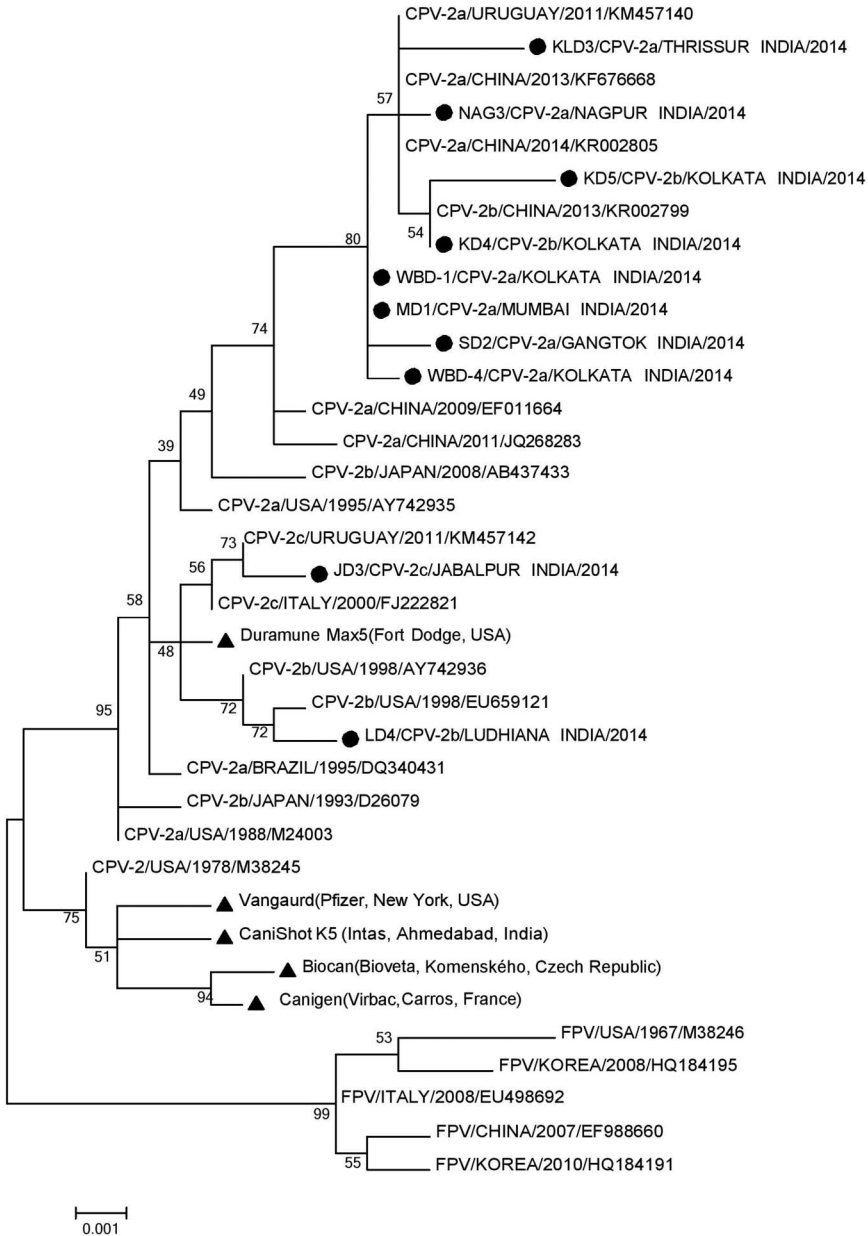 CPV-2a/URUGUAY/2011/KM457140
KLD3/CPV-2a/THRISSUR INDIA/2014
CPV-2a/CHINA/2013/KF676668
57
NAG3/CPV-2a/NAGPUR INDIA/2014
CPV-2a/CHINA/2014/KR002805
KD5/CPV-2b/KOLKATA INDIA/2014
CPV-2b/CHINA/2013/KR002799
54
80
KD4/CPV-2b/KOLKATA INDIA/2014
WBD-1/CPV-2a/KOLKATA INDIA/2014
MD1/CPV-2a/MUMBAI INDIA/2014
74
SD2/CPV-2a/GANGTOK INDIA/2014
WBD-4/CPV-2a/KOLKATA INDIA/2014
49
CPV-2a/CHINA/2009/EF011664
39
CPV-2a/CHINA/2011/JQ268283
CPV-2b/JAPAN/2008/AB437433
CPV-2a/USA/1995/AY742935
73
CPV-2c/URUGUAY/2011/KM457142
56
JD3/CPV-2c/JABALPUR INDIA/2014
58
CPV-2c/ITALY/2000/FJ222821
Duramune Max5(Fort Dodge, USA)
48
CPV-2b/USA/1998/AY742936
95
72
CPV-2b/USA/1998/EU659121
72
LD4/CPV-2b/LUDHIANA INDIA/2014
CPV-2a/BRAZIL/1995/DQ340431
CPV-2b/JAPAN/1993/D26079
CPV-2a/USA/1988/M24003
CPV-2/USA/1978/M38245
75
Vangaurd(Pfizer, New York, USA)
CaniShot K5 (Intas, Ahmedabad, India)
51
Biocan(Bioveta, Komenského, Czech Republic)
94
Canigen(Virbac,Carros, France)
FPV/USA/1967/M38246
53
FPV/KOREA/2008/HQ184195
FPV/ITALY/2008/EU498692
99
FPV/CHINA/2007/EF988660
55
FPV/KOREA/2010/HQ184191
0.001